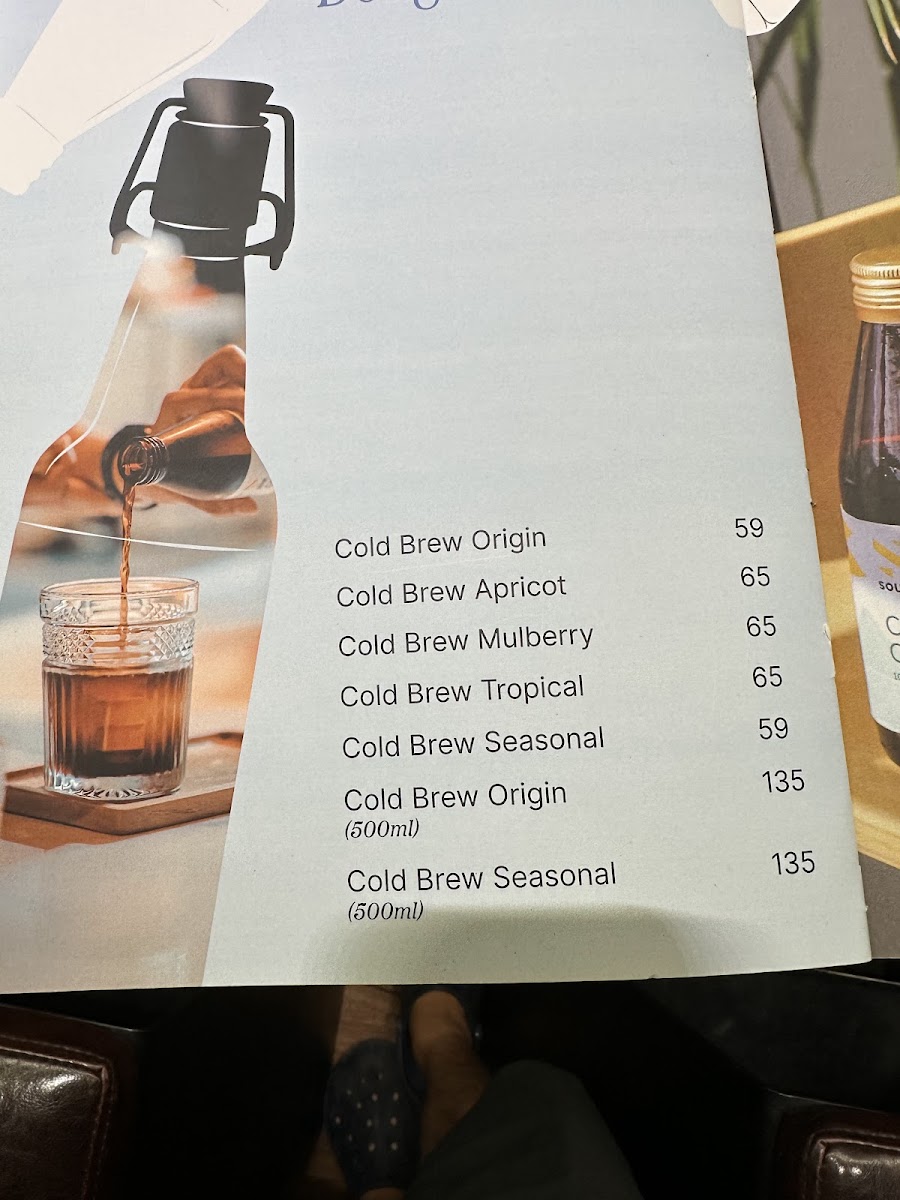 Cold Brew Origin 59
Cold Brew Apricot 65
Cold Brew Mulberry 65
Cold Brew Tropical 65
Cold Brew Seasonal 59
Cold Brew Origin 135
(500ml)
Cold Brew Seasonal 135
(500ml)